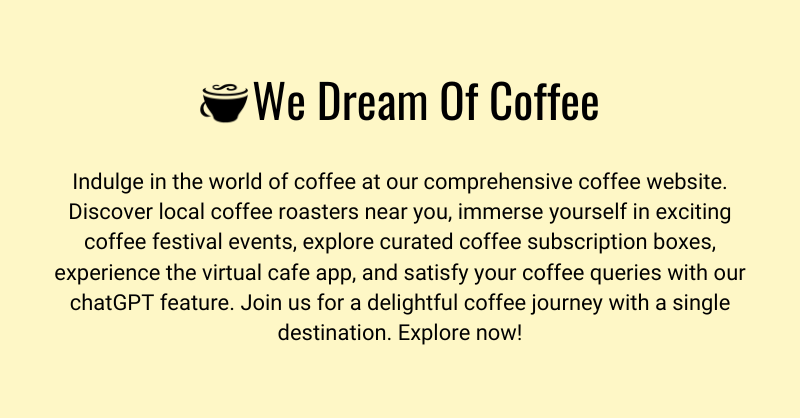 We Dream Of Coffee
Indulge in the world of coffee at our comprehensive coffee website.
Discover local coffee roasters near you, immerse yourself in exciting
coffee festival events, explore curated coffee subscription boxes,
experience the virtual cafe app, and satisfy your coffee queries with our
chatGPT feature. Join us for a delightful coffee journey with a single
destination. Explore now!